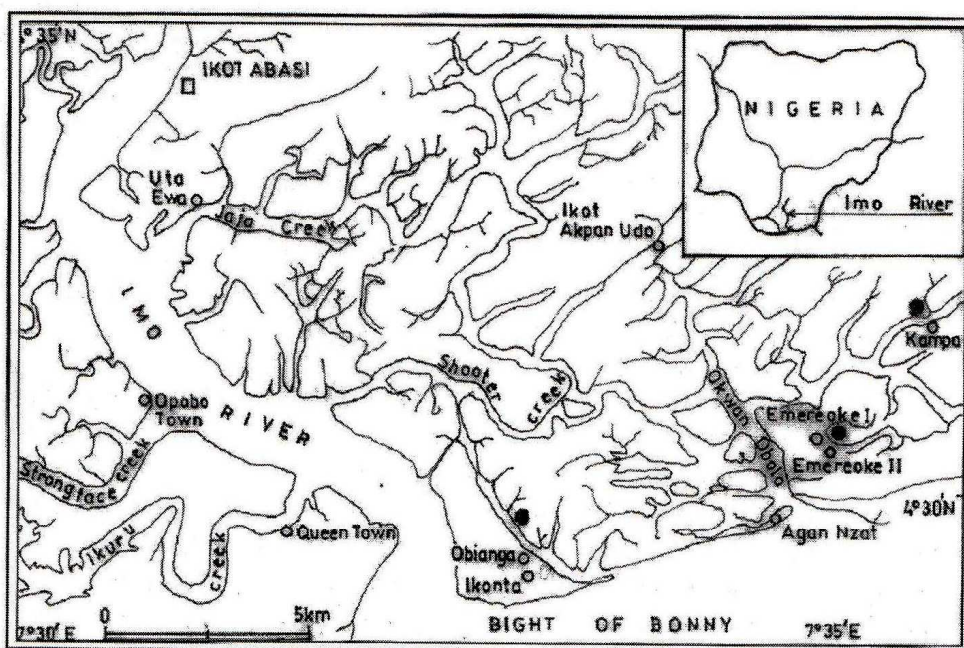 4°35'N
IKOT ABASI
NIGERIA
Imo River
Uta
Ewa
Jaja Creek
Ikot
Akpan Udo
IMO
RIVER
Kampa
Shooter
creek
Okwan Obolo
Opobo
Town
Emereoke I
Emereoke II
Strongface creek
4°30'N
Agan Nzat
Ikuru
creek
Queen Town
Obianga
Ikonta
0 5km
7°30'E
BIGHT OF BONNY
7°35'E